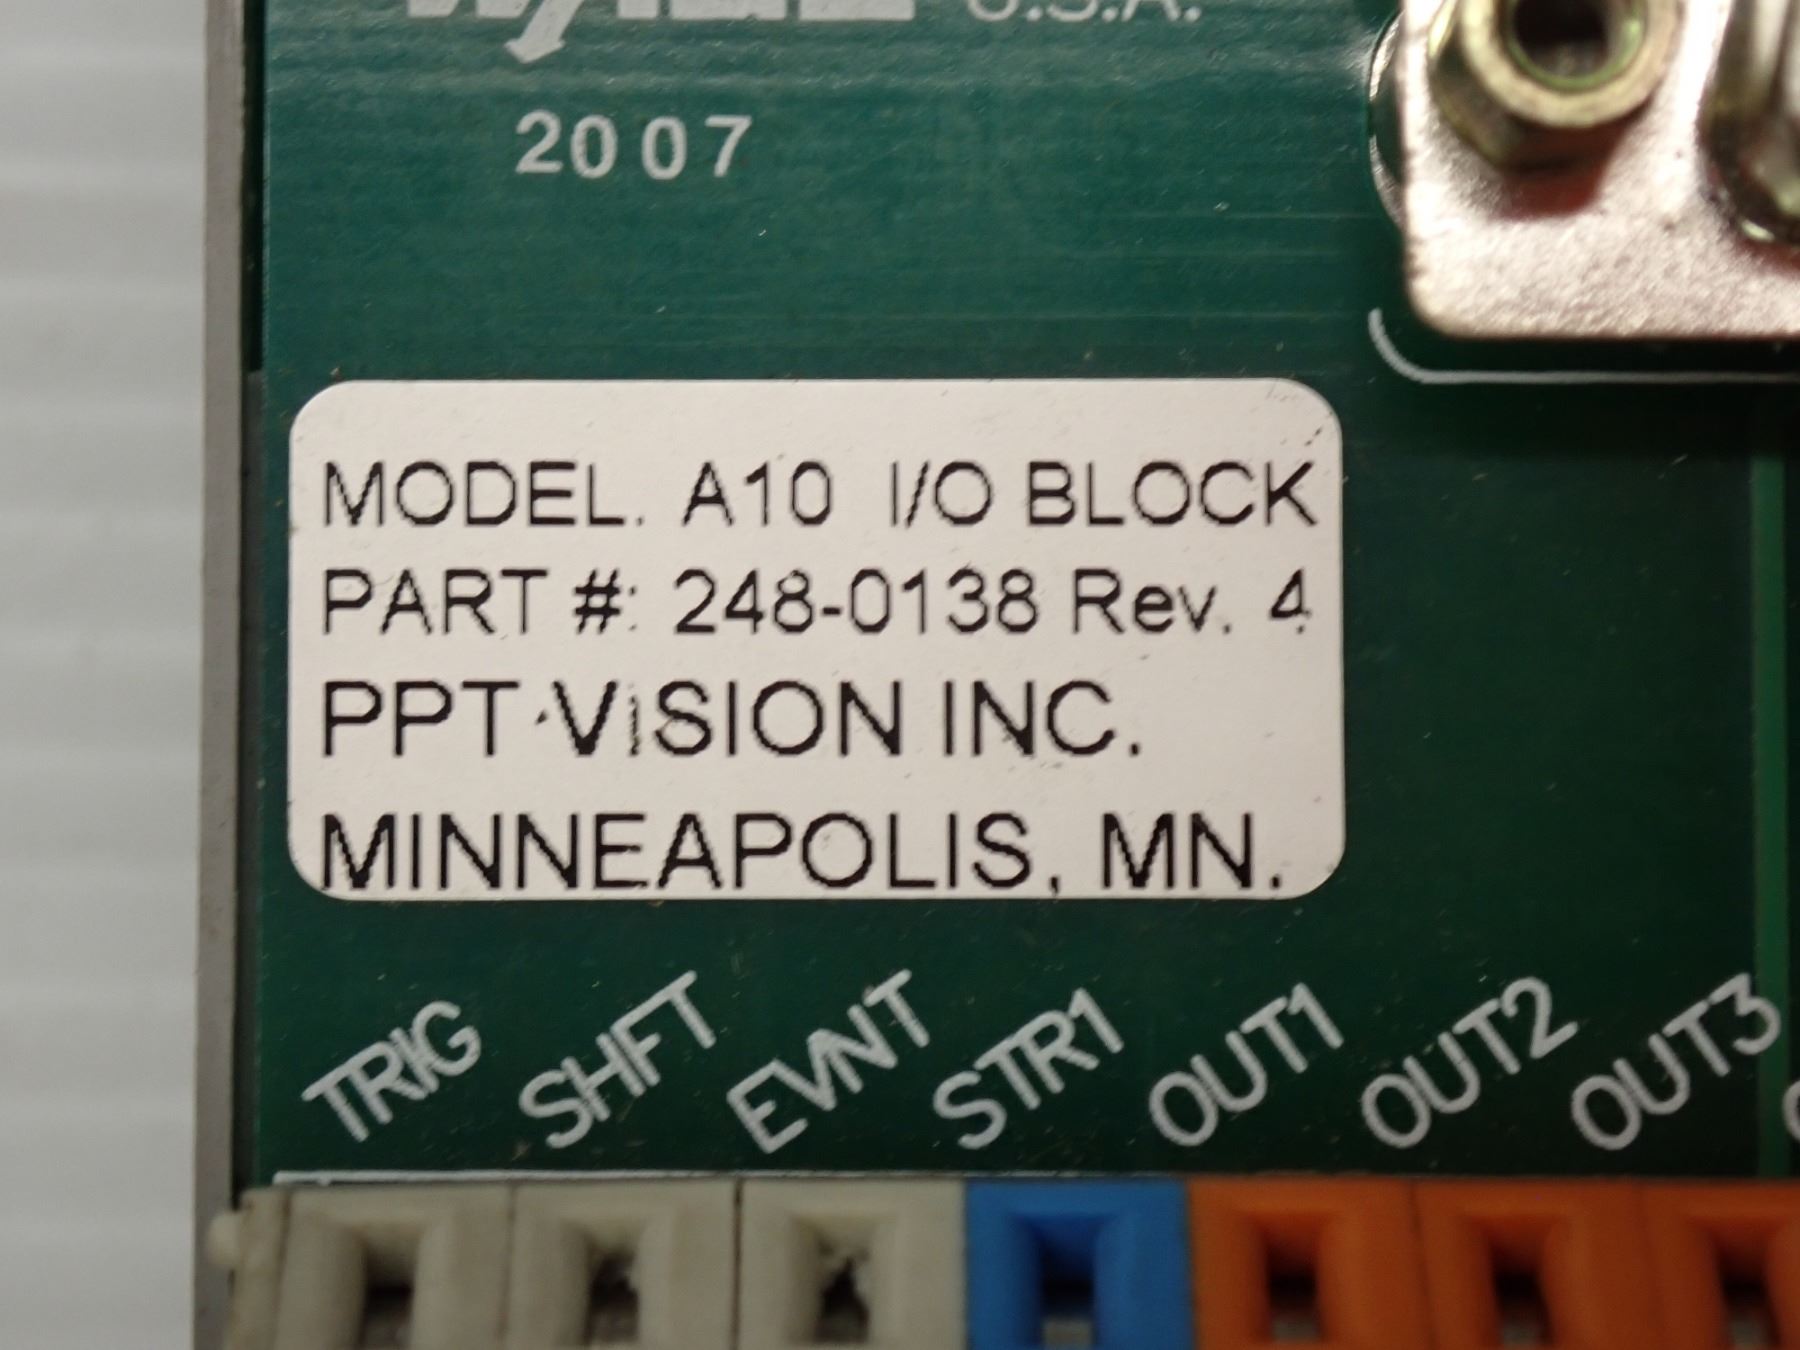 U.S.A.
2007
MODEL. A10 I/O BLOCK
PART #: 248-0138 Rev. 4
PPT VISION INC.
MINNEAPOLIS, MN.
TRIG SHFT EVNT STR1 OUT1 OUT2 OUT3